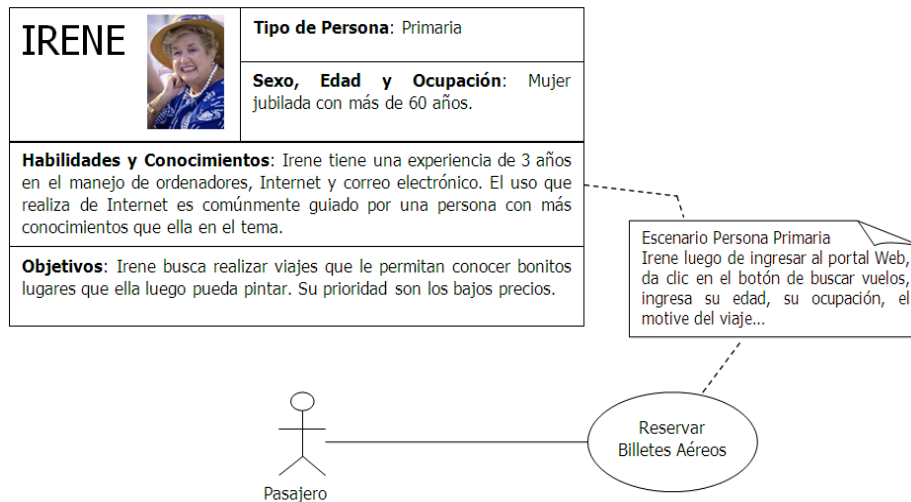 IRENE
Tipo de Persona: Primaria
Sexo, Edad y Ocupación: Mujer
jubilada con más de 60 años.
Habilidades y Conocimientos: Irene tiene una experiencia de 3 años
en el manejo de ordenadores, Internet y correo electrónico. El uso que
realiza de Internet es comúnmente guiado por una persona con más
conocimientos que ella en el tema.
Objetivos: Irene busca realizar viajes que le permitan conocer bonitos
lugares que ella luego pueda pintar. Su prioridad son los bajos precios.
Escenario Persona Primaria
Irene luego de ingresar al portal Web,
da clic en el botón de buscar vuelos,
ingresa su edad, su ocupación, el
motive del viaje...
Reservar
Billetes Aéreos
Pasajero